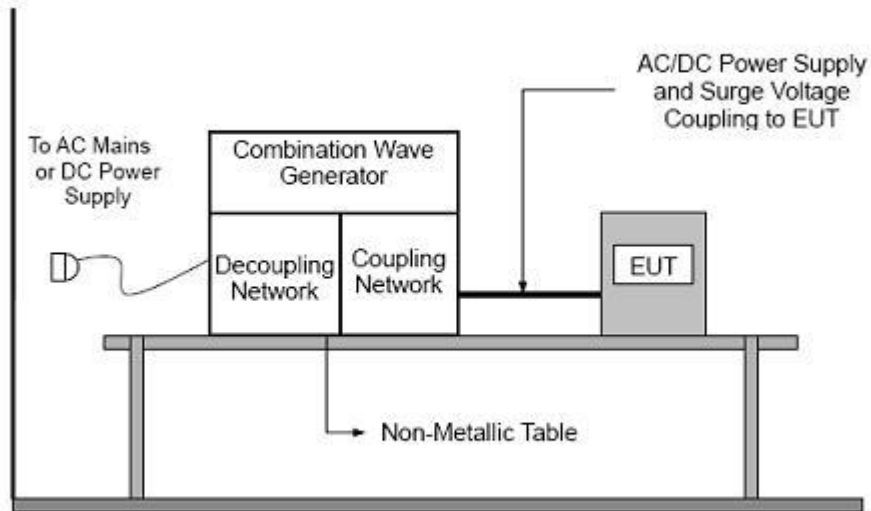 AC/DC Power Supply
and Surge Voltage
Coupling to EUT
To AC Mains
or DC Power
Supply
Combination Wave
Generator
Decoupling
Network
Coupling
Network
EUT
Non-Metallic Table